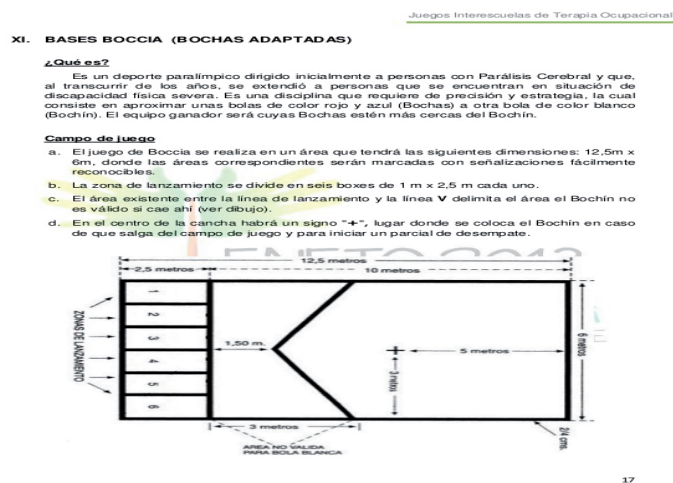 Juegos Interescuelas de Terapia Ocupacional
XI. BASES BOCCIA (BOCHAS ADAPTADAS)
¿Qué es?
Es un deporte paralímpico dirigido inicialmente a personas con Parálisis Cerebral y que,
al transcurrir de los años, se extendió a personas que se encuentran en situación de
discapacidad física severa. Es una disciplina que requiere de precisión y estrategia, la cual
consiste en aproximar unas bolas de color rojo y azul (Bochas) a otra bola de color blanco
(Bochín). El equipo ganador será cuyas Bochas estén más cercas del Bochín.
Campo de juego
a. El juego de Boccia se realiza en un área que tendrá las siguientes dimensiones: 12,5m x
6m, donde las áreas correspondientes serán marcadas con señalizaciones fácilmente
reconocibles.
b. La zona de lanzamiento se divide en seis boxes de 1 m x 2,5 m cada uno.
c. El área existente entre la línea de lanzamiento y la línea V delimita el área el Bochín no
es válido si cae ahí (ver dibujo).
d. En el centro de la cancha habrá un signo "+", lugar donde se coloca el Bochín en caso
de que salga del campo de juego y para iniciar un parcial de desempate.
12,5 metros
2,5 metros
10 metros
ZONAS DE LANZAMIENTO
1
2
3
4
5
6
1,50 m.
5 metros
3 metros
6 metros
3 metros
AREA NO VALIDA
PARA BOLA BLANCA
2/4 cms.
17